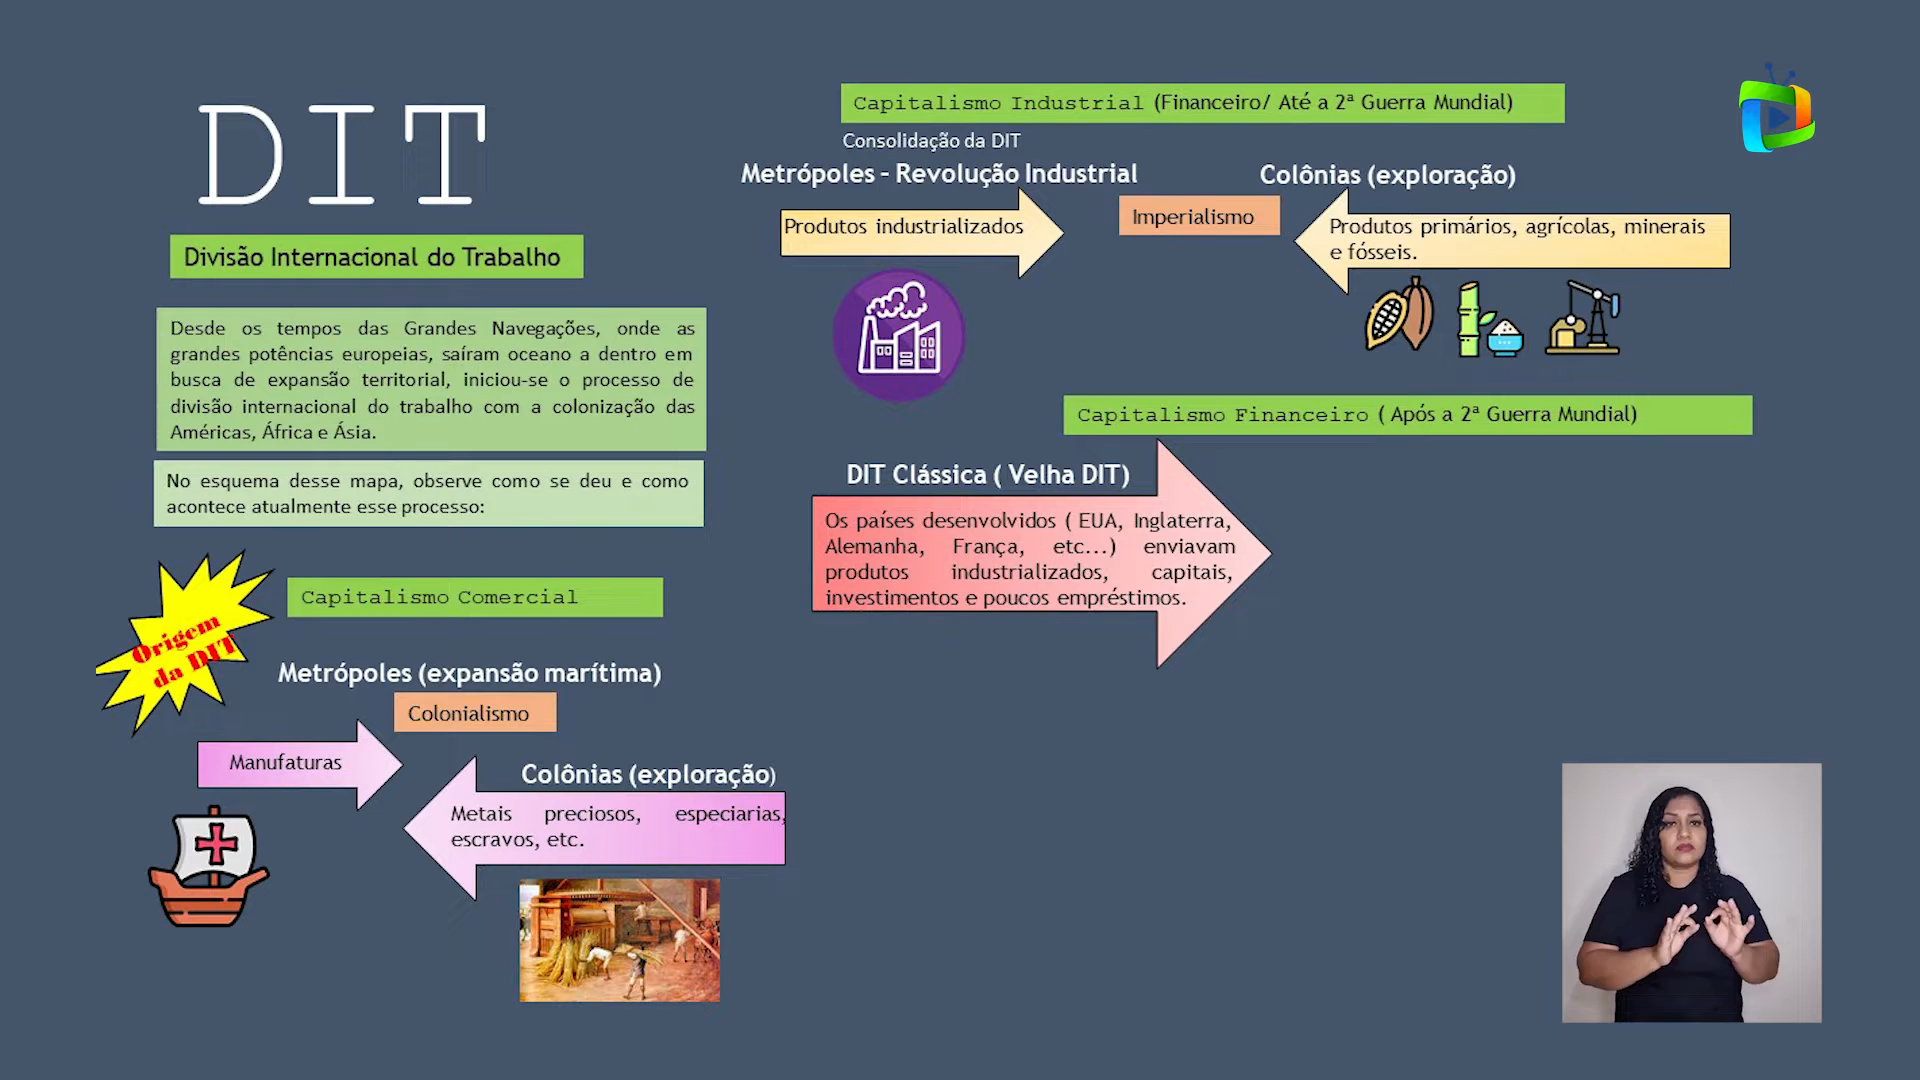 DIT
Divisão Internacional do Trabalho
Desde os tempos das Grandes Navegações, onde as
grandes potências europeias, saíram oceano a dentro em
busca de expansão territorial, iniciou-se o processo de
divisão internacional do trabalho com a colonização das
Américas, África e Ásia.
No esquema desse mapa, observe como se deu e como
acontece atualmente esse processo:
Origem
da DIT
Capitalismo Comercial
Metrópoles (expansão marítima)
Colonialismo
Manufaturas
Colônias (exploração)
Metais preciosos, especiarias,
escravos, etc.
Capitalismo Industrial (Financeiro/ Até a 2ª Guerra Mundial)
Consolidação da DIT
Metrópoles - Revolução Industrial
Colônias (exploração)
Produtos industrializados
Imperialismo
Produtos primários, agrícolas, minerais
e fósseis.
Capitalismo Financeiro ( Após a 2ª Guerra Mundial)
DIT Clássica ( Velha DIT)
Os países desenvolvidos ( EUA, Inglaterra,
Alemanha, França, etc...) enviavam
produtos industrializados, capitais,
investimentos e poucos empréstimos.